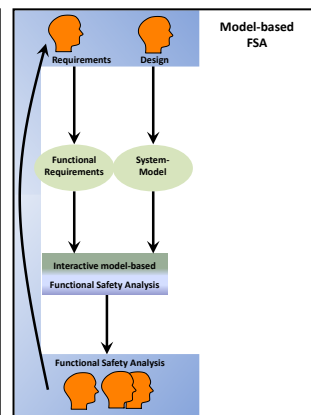 Model-based
FSA
Requirements Design
Functional
Requirements
System-
Model
Interactive model-based
Functional Safety Analysis
Functional Safety Analysis